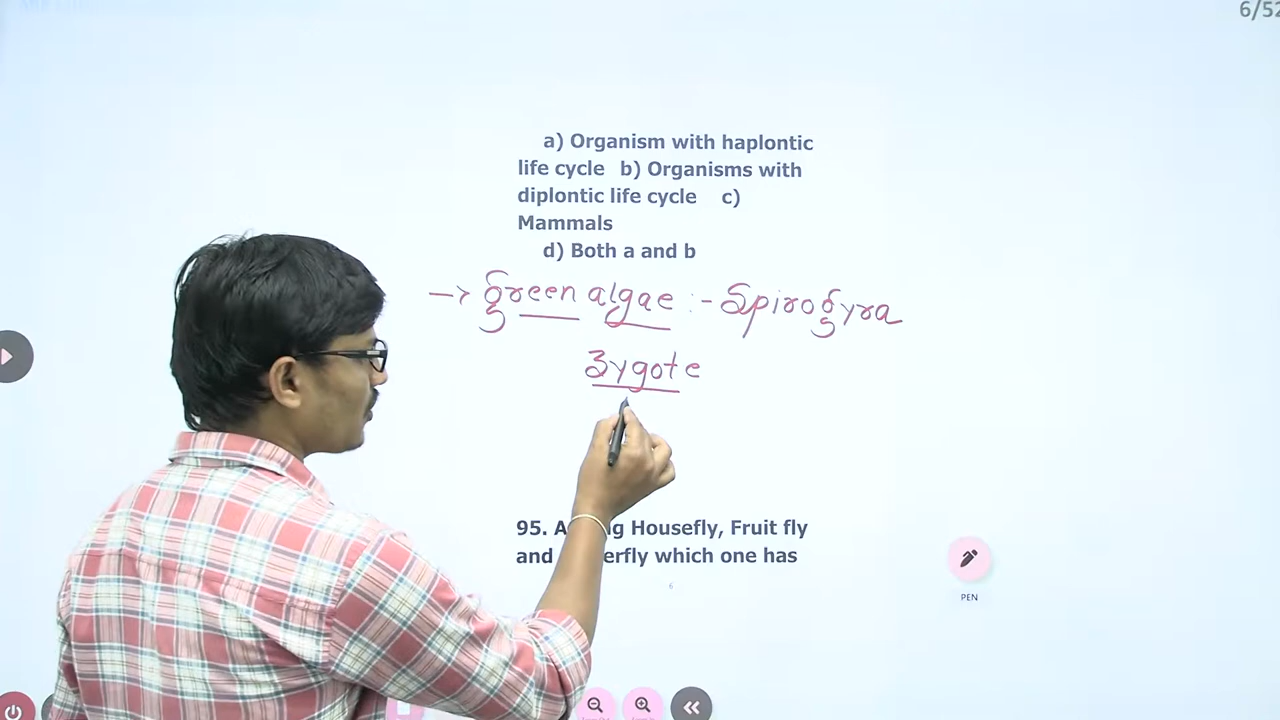 6/52
a) Organism with haplontic
life cycle b) Organisms with
diplontic life cycle c)
Mammals
d) Both a and b
→ green algae :- Spirogyra
Zygote
95. Housefly, Fruit fly
and which one has
6
PEN